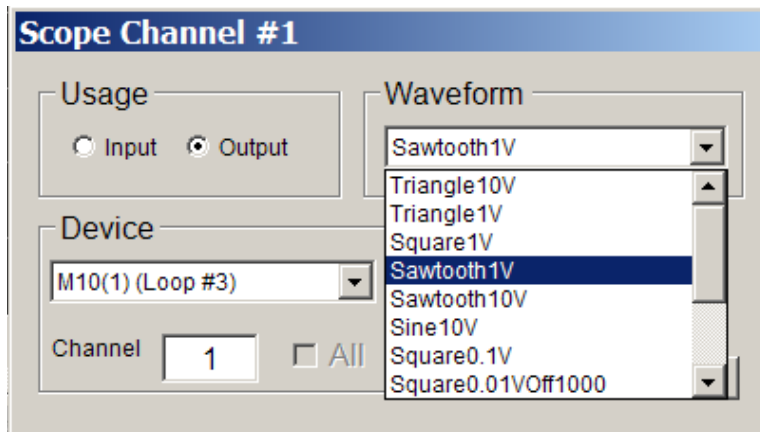 Scope Channel #1
Usage
Input
Output
Waveform
Sawtooth1V
Triangle10V
Triangle1V
Square1V
Sawtooth1V
Sawtooth10V
Sine10V
Square0.1V
Square0.01VOff1000
Device
M10(1) (Loop #3)
Channel
1
All